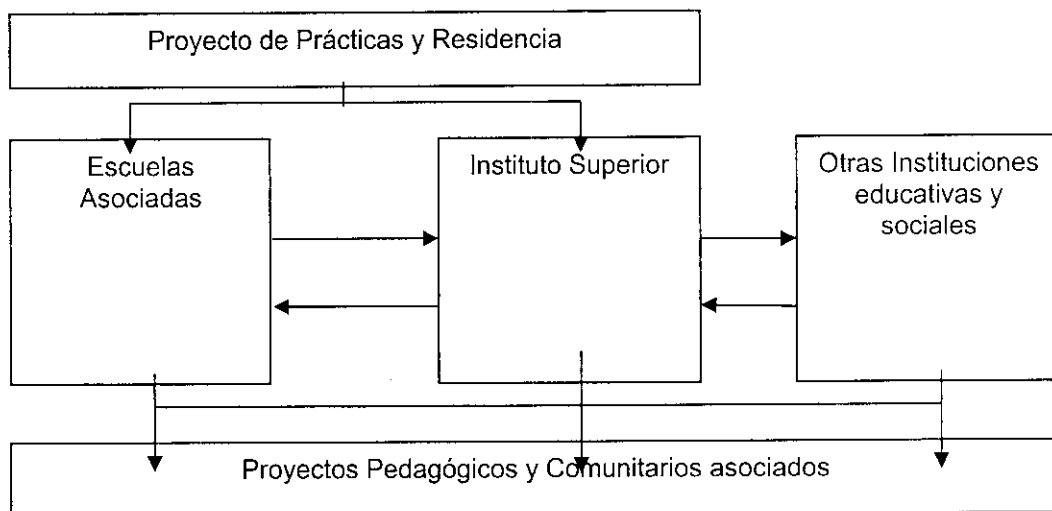 Proyecto de Prácticas y Residencia
Escuelas
Asociadas
Instituto Superior
Otras Instituciones
educativas y
sociales
Proyectos Pedagógicos y Comunitarios asociados